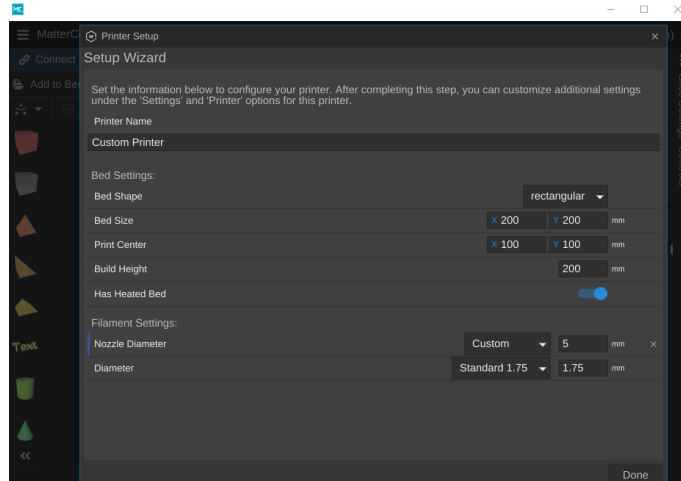 MC
MatterC
Printer Setup
Connect
Setup Wizard
Add to Be
Set the information below to configure your printer. After completing this step, you can customize additional settings
under the 'Settings' and 'Printer' options for this printer.
Printer Name
Custom Printer
Bed Settings:
Bed Shape rectangular
Bed Size X 200 Y 200 mm
Print Center X 100 Y 100 mm
Build Height 200 mm
Has Heated Bed
Filament Settings:
Nozzle Diameter Custom 5 mm
Text
Diameter Standard 1.75 1.75 mm
Done